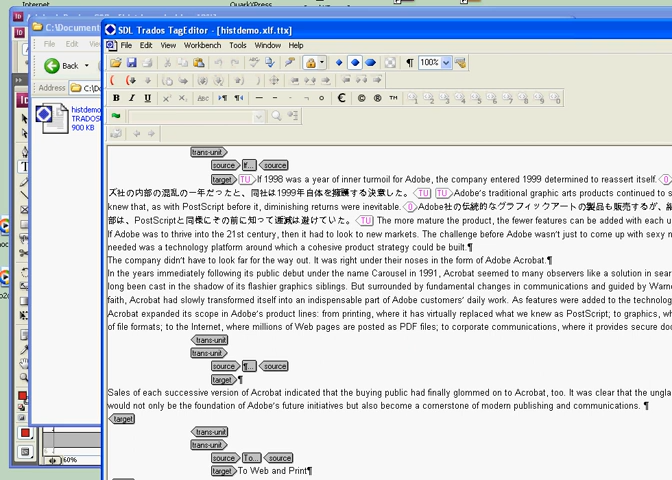 Internet
QuarkXPress
C:\Document
SDL Trados TagEditor - [histdemo.xlf.ttx]
File Edit
File Edit View Workbench Tools Window Help
Back
100%
Address C:\D
B I U x₂ x² Abc € © ® ™
histdemo
TRADOS
900 KB
trans-unit
source If... source
target TU If 1998 was a year of inner turmoil for Adobe, the company entered 1999 determined to reassert itself. 0
ズ社の内部の混乱の一年だったと、同社は1999年自体を擁護する決意した。 TU TU Adobe's traditional graphic arts products continued to s
knew that, as with PostScript before it, diminishing returns were inevitable. 0 Adobe社の伝統的なグラフィックアートの製品も販売するが、
部は、PostScriptと同様にその前に知って逓減は避けていた。 TU The more mature the product, the fewer features can be added with each u
If Adobe was to thrive into the 21st century, then it had to look to new markets. The challenge before Adobe wasn't just to come up with sexy n
needed was a technology platform around which a cohesive product strategy could be built.¶
The company didn't have to look far for the way out. It was right under their noses in the form of Adobe Acrobat.¶
In the years immediately following its public debut under the name Carousel in 1991, Acrobat seemed to many observers like a solution in sear
long been cast in the shadow of its flashier graphics siblings. But surrounded by fundamental changes in communications and guided by Warno
faith, Acrobat had slowly transformed itself into an indispensable part of Adobe customers' daily work. As features were added to the technolog
Acrobat expanded its scope in Adobe's product lines: from printing, where it has virtually replaced what we knew as PostScript; to graphics, wh
of file formats; to the Internet, where millions of Web pages are posted as PDF files; to corporate communications, where it provides secure do
trans-unit
trans-unit
source ¶... source
target ¶
Sales of each successive version of Acrobat indicated that the buying public had finally glommed on to Acrobat, too. It was clear that the ungla
would not only be the foundation of Adobe's future initiatives but also become a cornerstone of modern publishing and communications. ¶
target
trans-unit
trans-unit
source To... source
target To Web and Print¶
60%